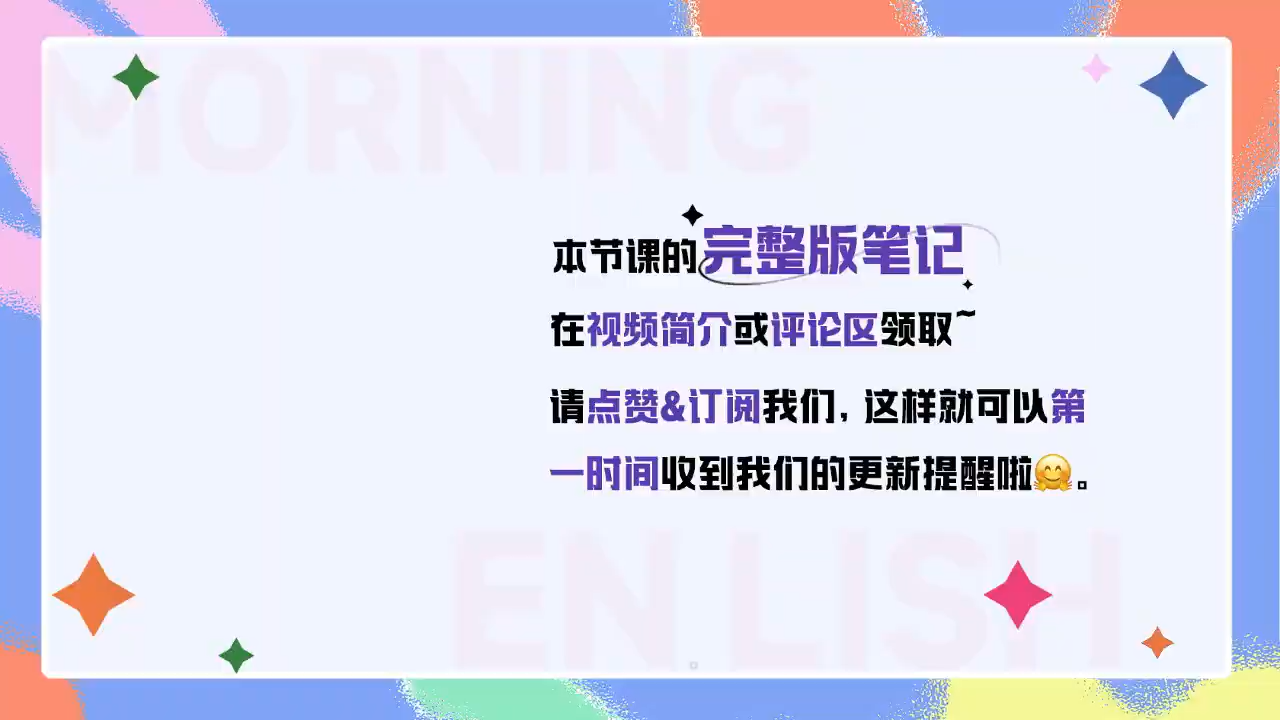 MORNING
本节课的完整版笔记
在视频简介或评论区领取~
请点赞&订阅我们，这样就可以第
一时间收到我们的更新提醒啦🤗。
EN LISH